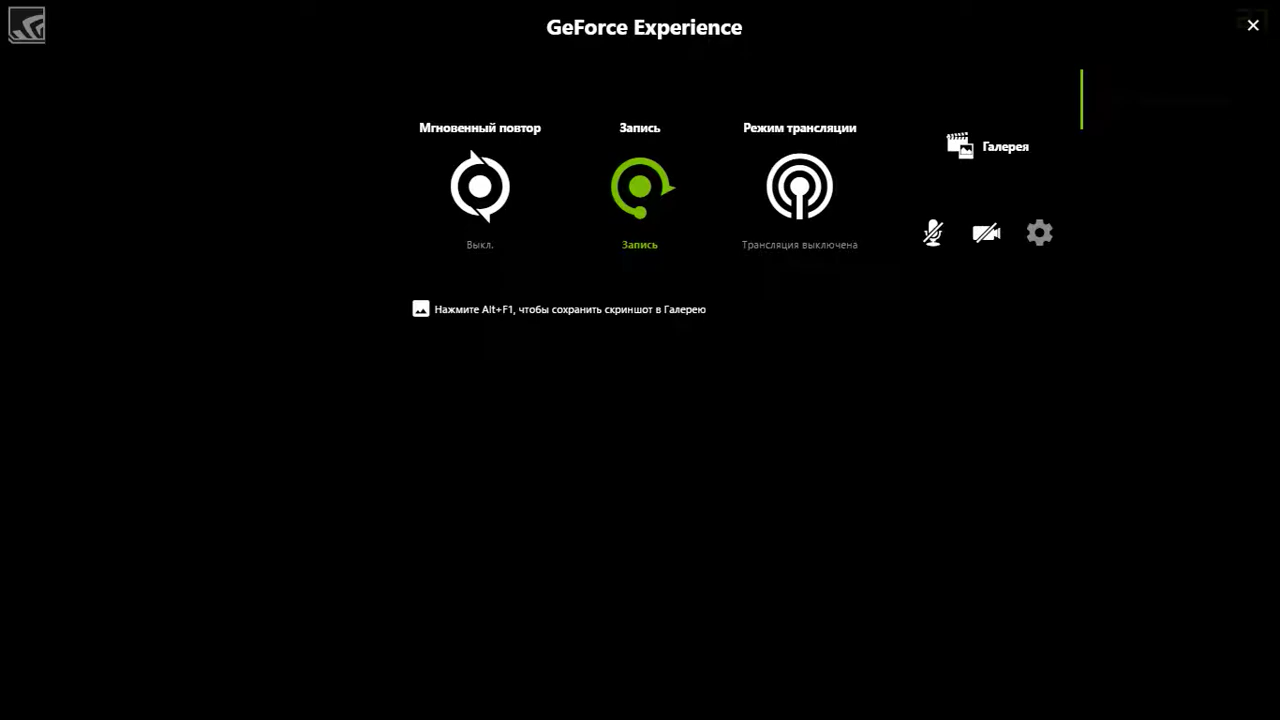 GeForce Experience
Мгновенный повтор
Запись
Режим трансляции
Галерея
Выкл.
Запись
Трансляция выключена
Нажмите Alt+F1, чтобы сохранить скриншот в Галерею